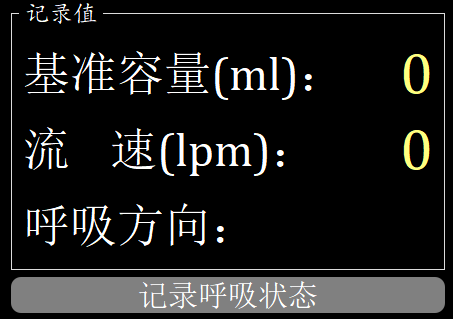 记录值
基准容量(ml)： 0
流 速(lpm)： 0
呼吸方向：
记录呼吸状态